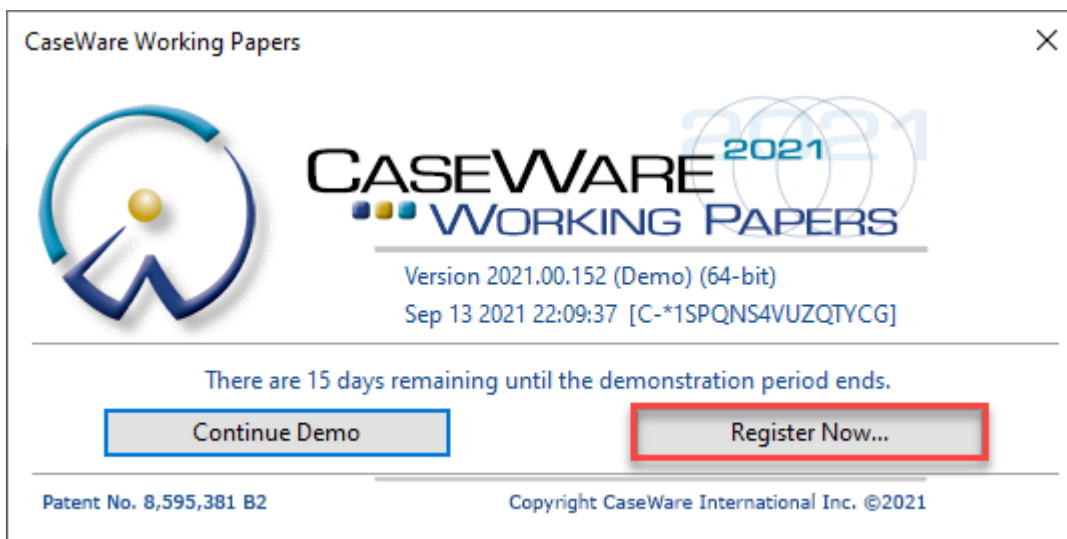 CaseWare Working Papers
2021
CASEWARE 2021
WORKING PAPERS
Version 2021.00.152 (Demo) (64-bit)
Sep 13 2021 22:09:37 [C-*1SPQNS4VUZQTYCG]
There are 15 days remaining until the demonstration period ends.
Continue Demo
Register Now...
Patent No. 8,595,381 B2
Copyright CaseWare International Inc. ©2021